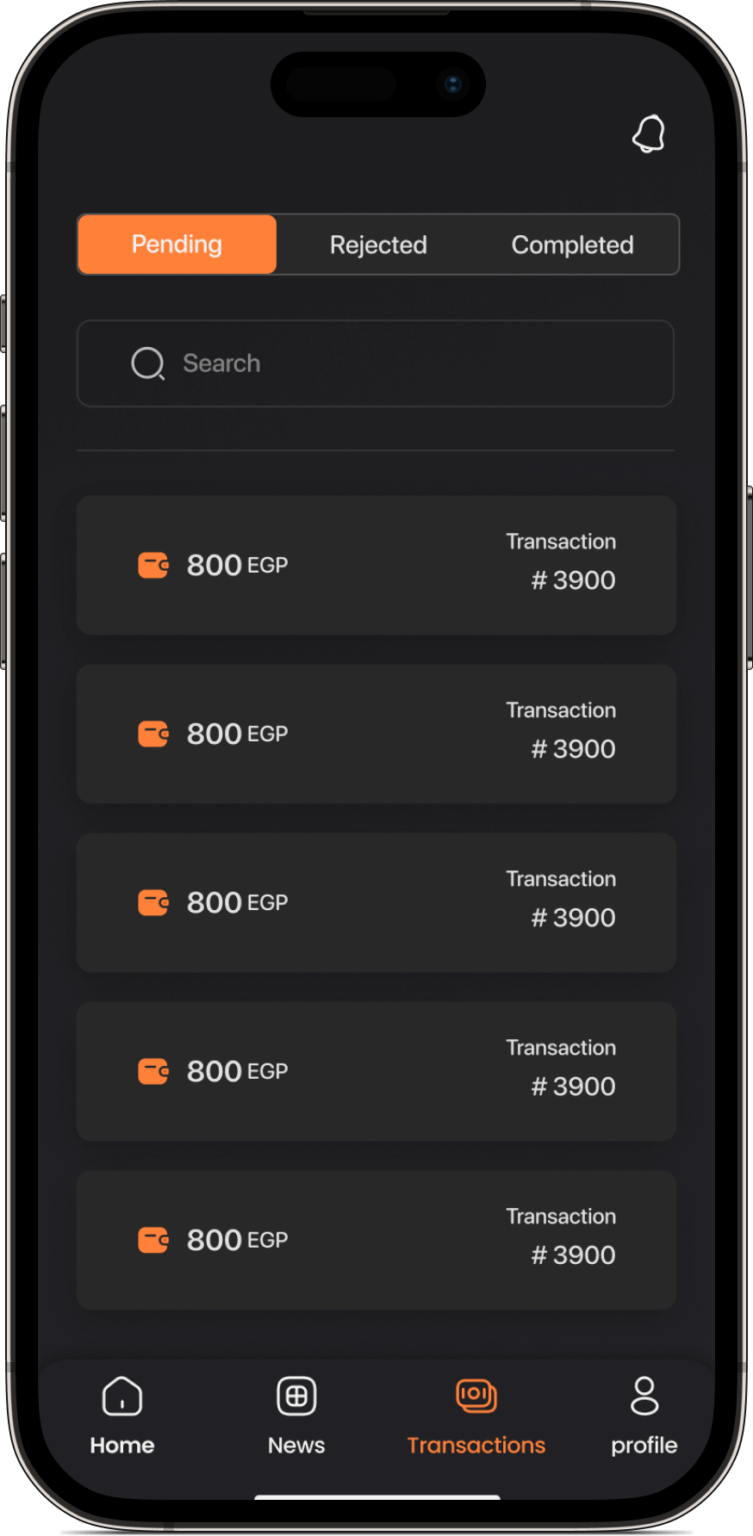 Pending Rejected Completed
Search
800 EGP
Transaction
# 3900
800 EGP
Transaction
# 3900
800 EGP
Transaction
# 3900
800 EGP
Transaction
# 3900
800 EGP
Transaction
# 3900
Home News Transactions profile